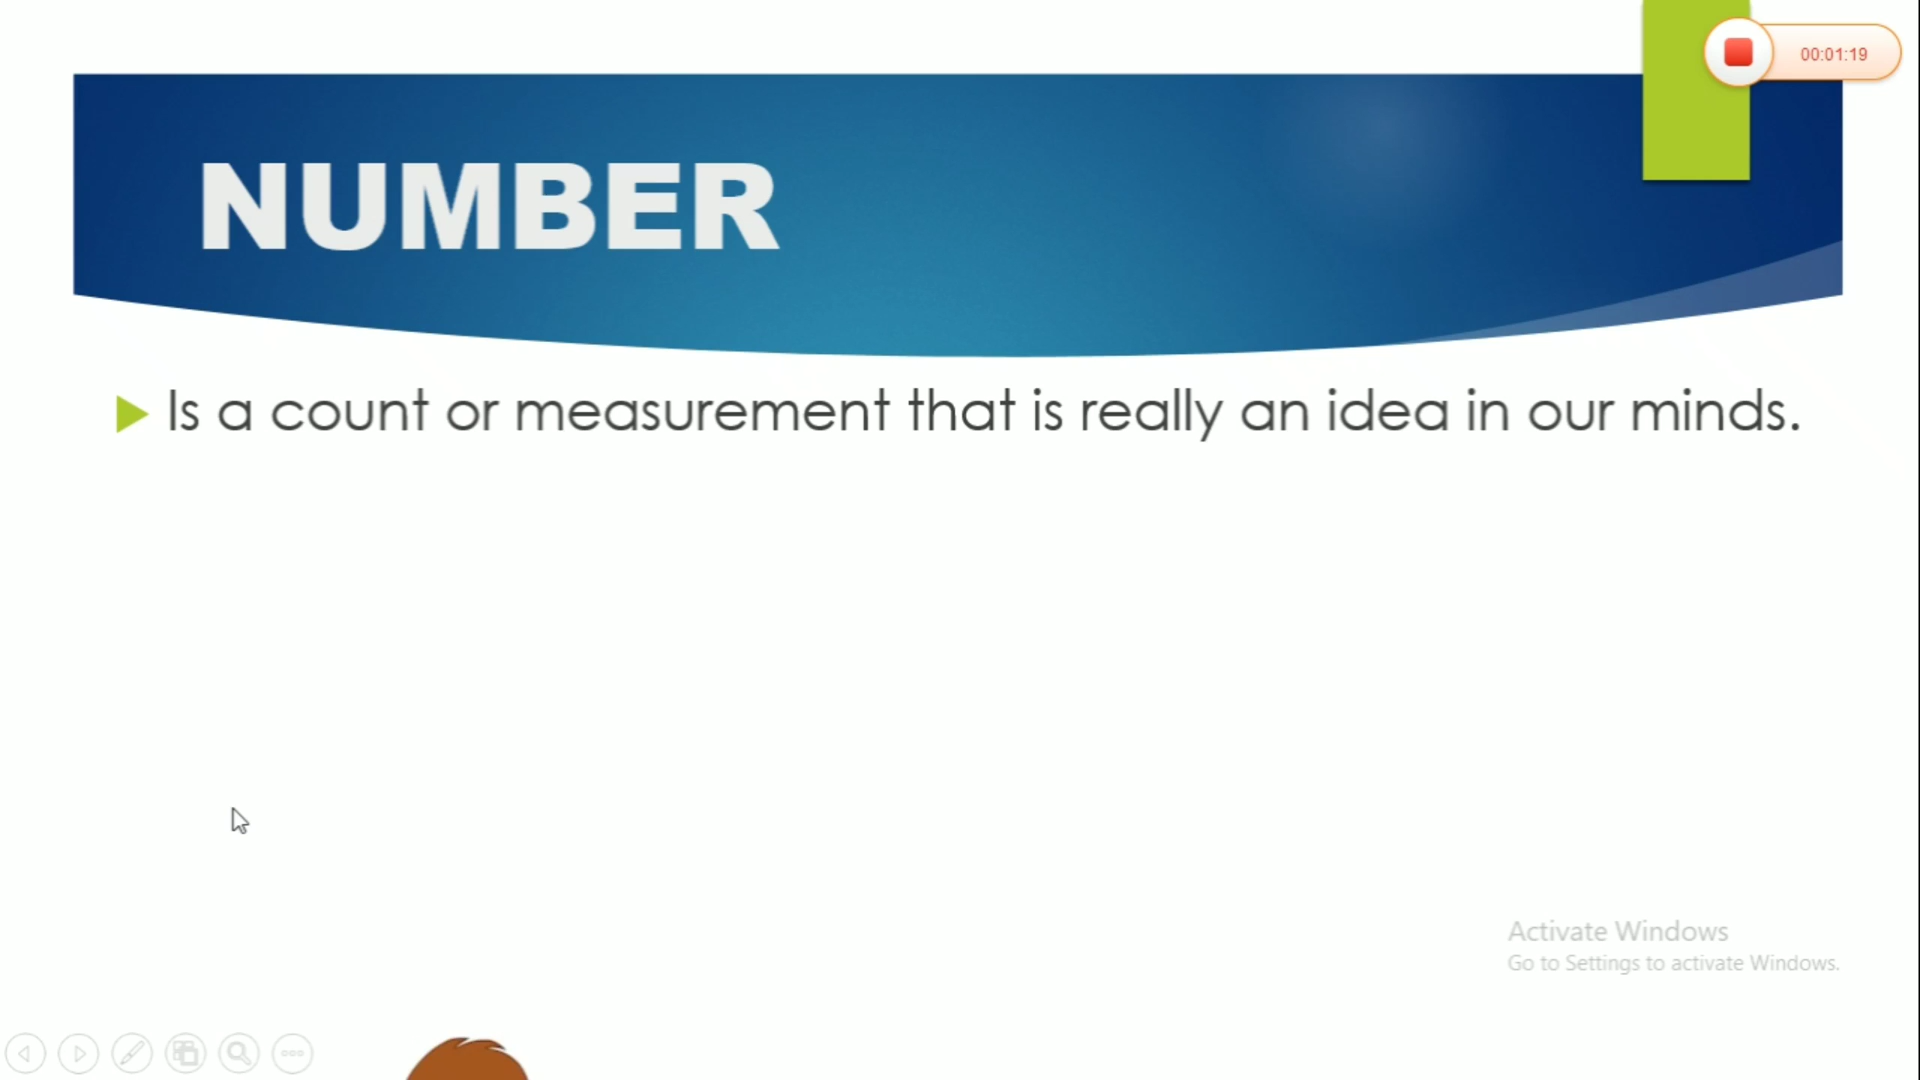 00:01:19
NUMBER
Is a count or measurement that is really an idea in our minds.
Activate Windows
Go to Settings to activate Windows.